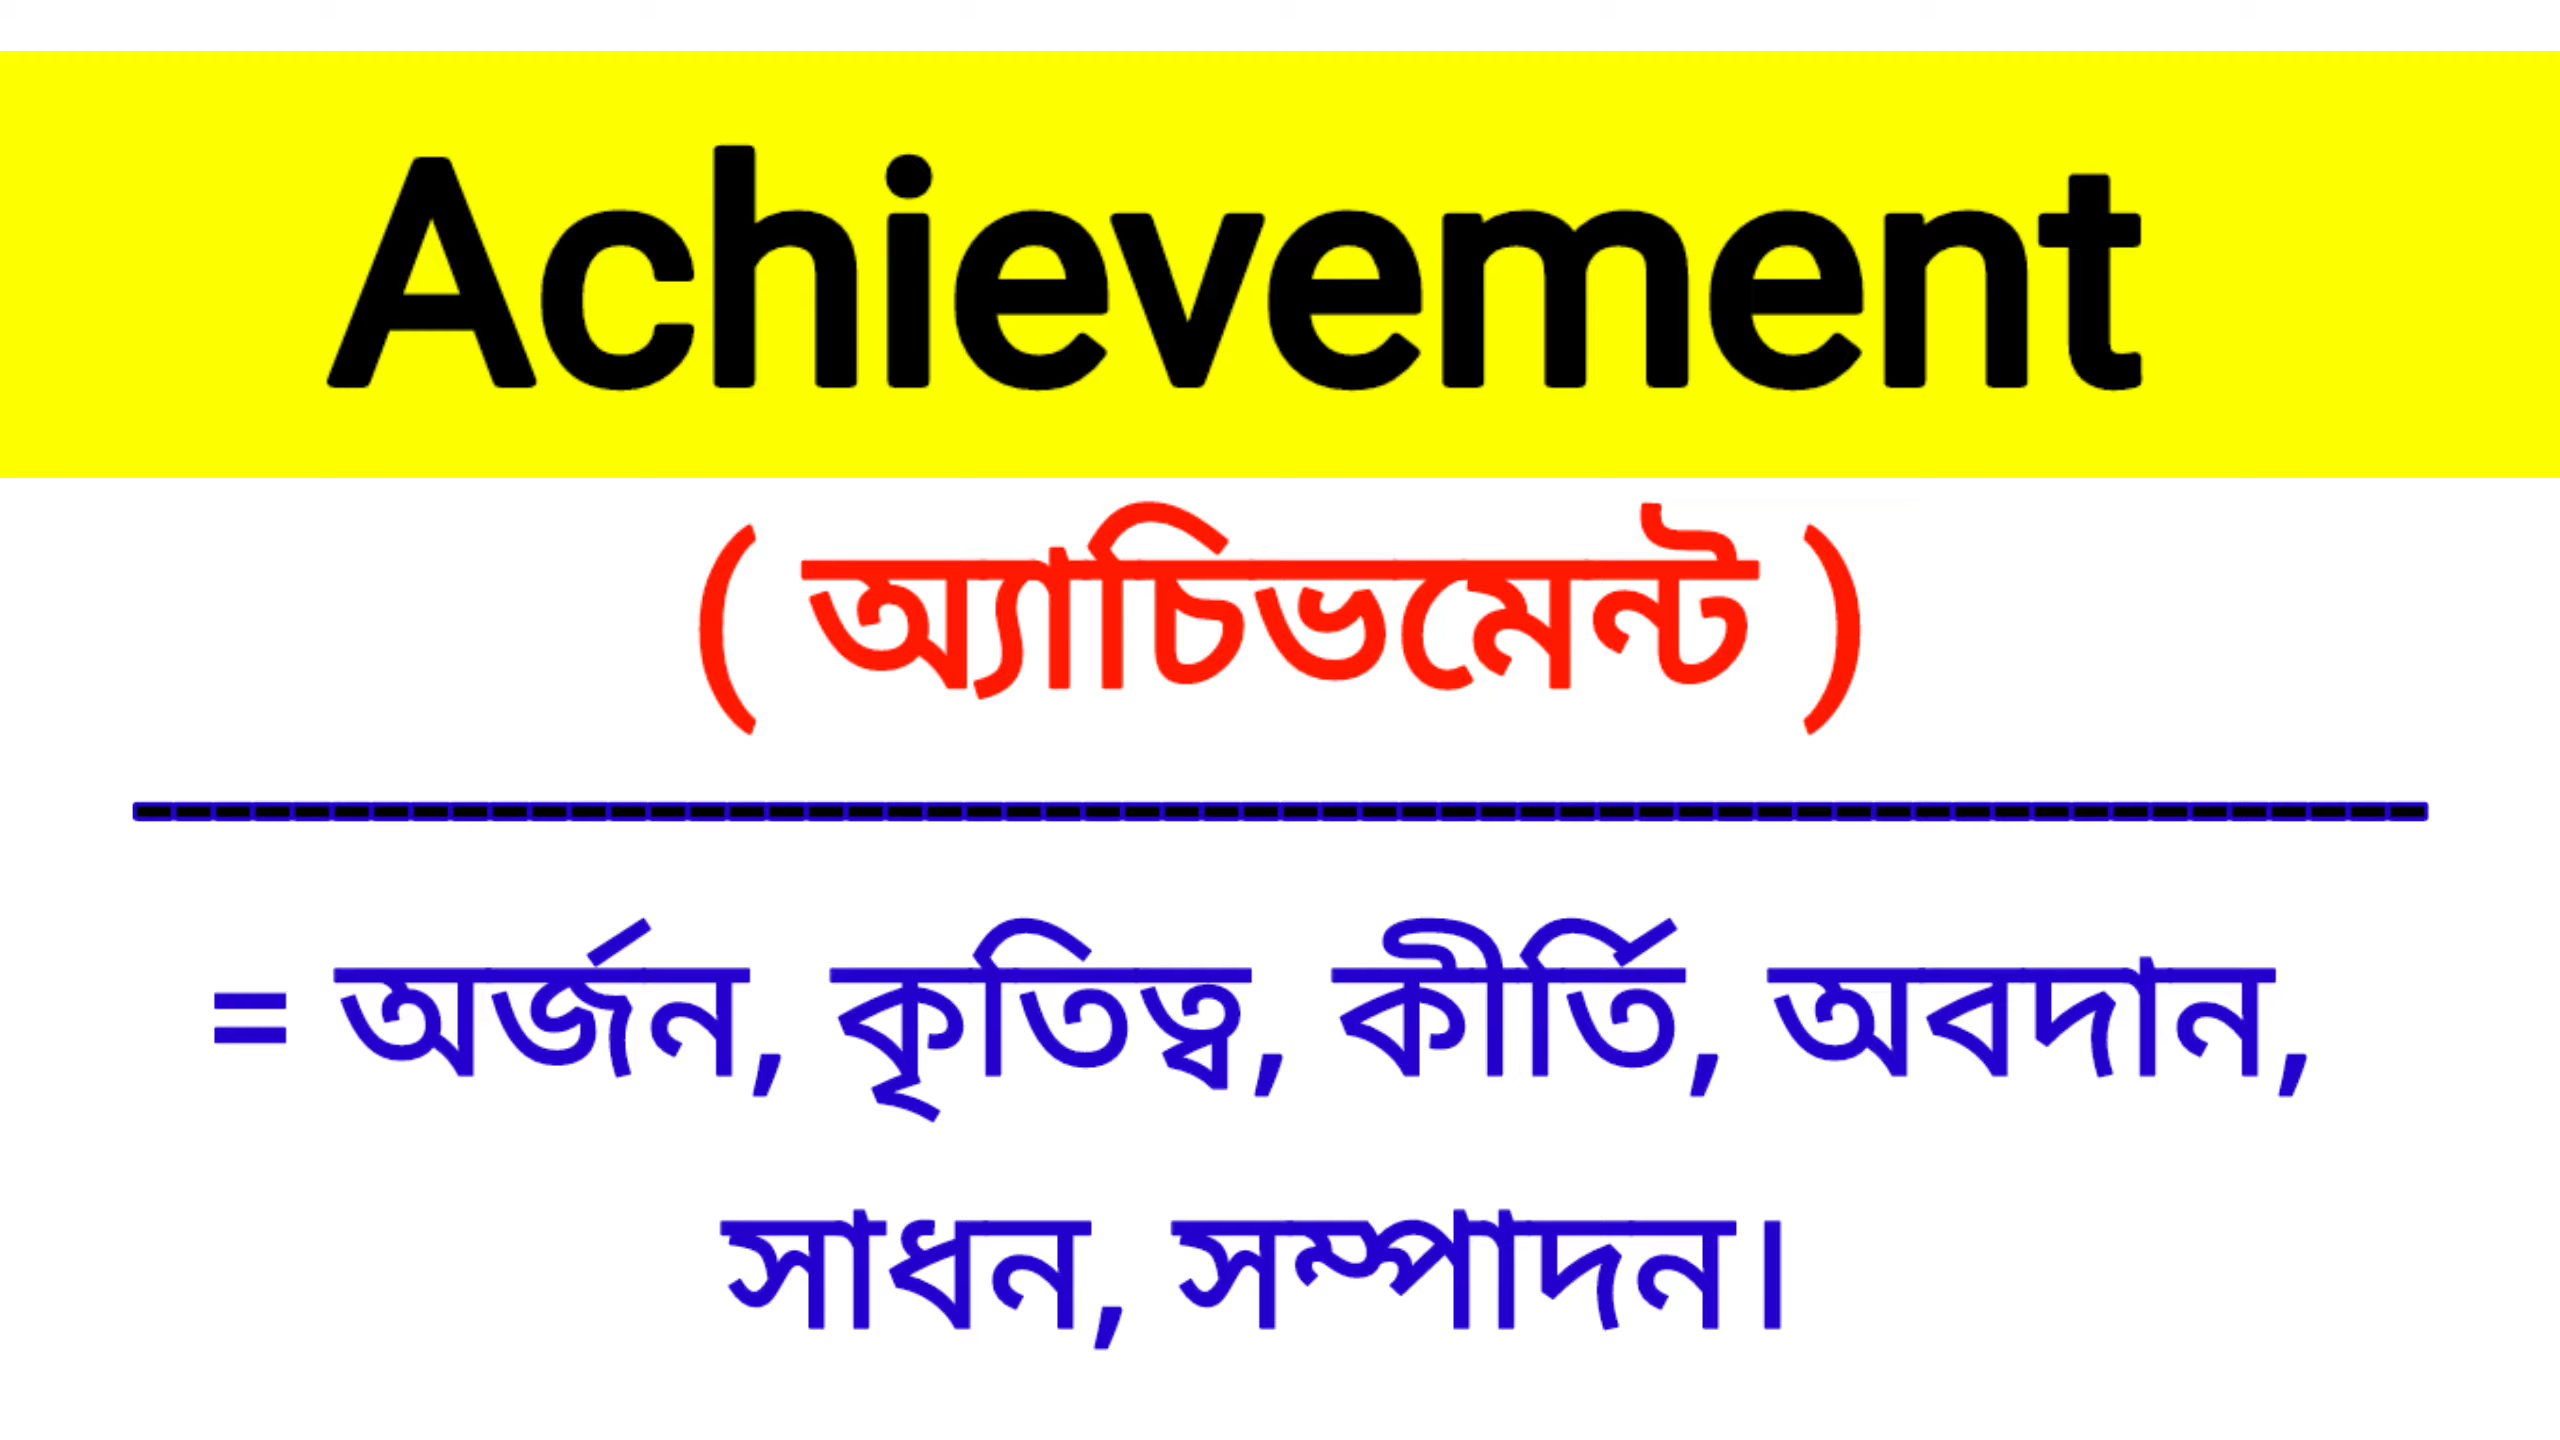 Achievement
( অ্যাচিভমেন্ট )
----------------------------------------------------------
= অর্জন, কৃতিত্ব, কীর্তি, অবদান,
সাধন, সম্পাদন।